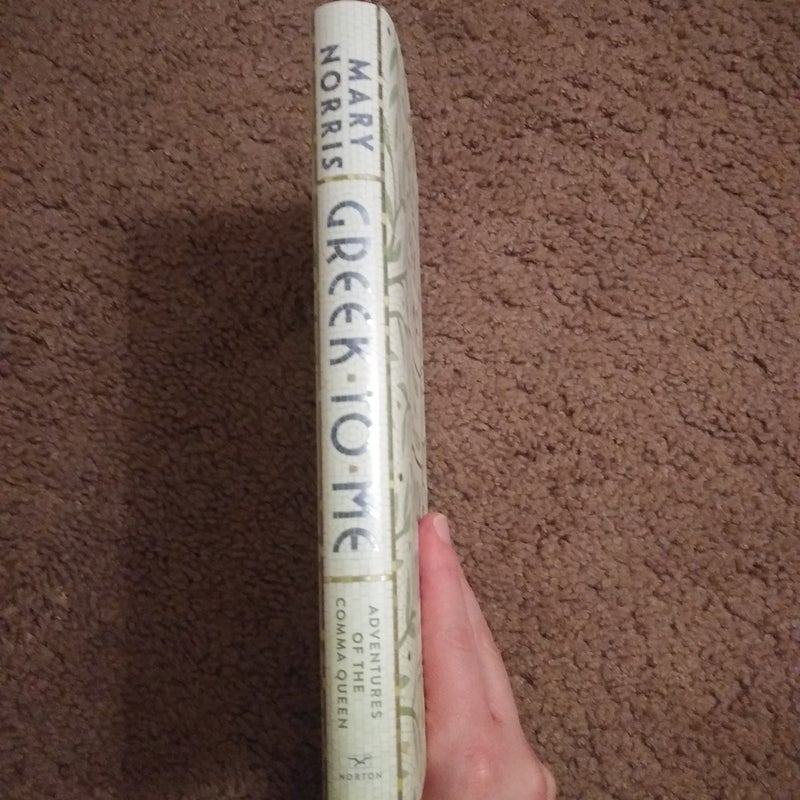 MARY
NORRIS
GREEK·TO·ME
ADVENTURES
OF THE
COMMA QUEEN
NORTON